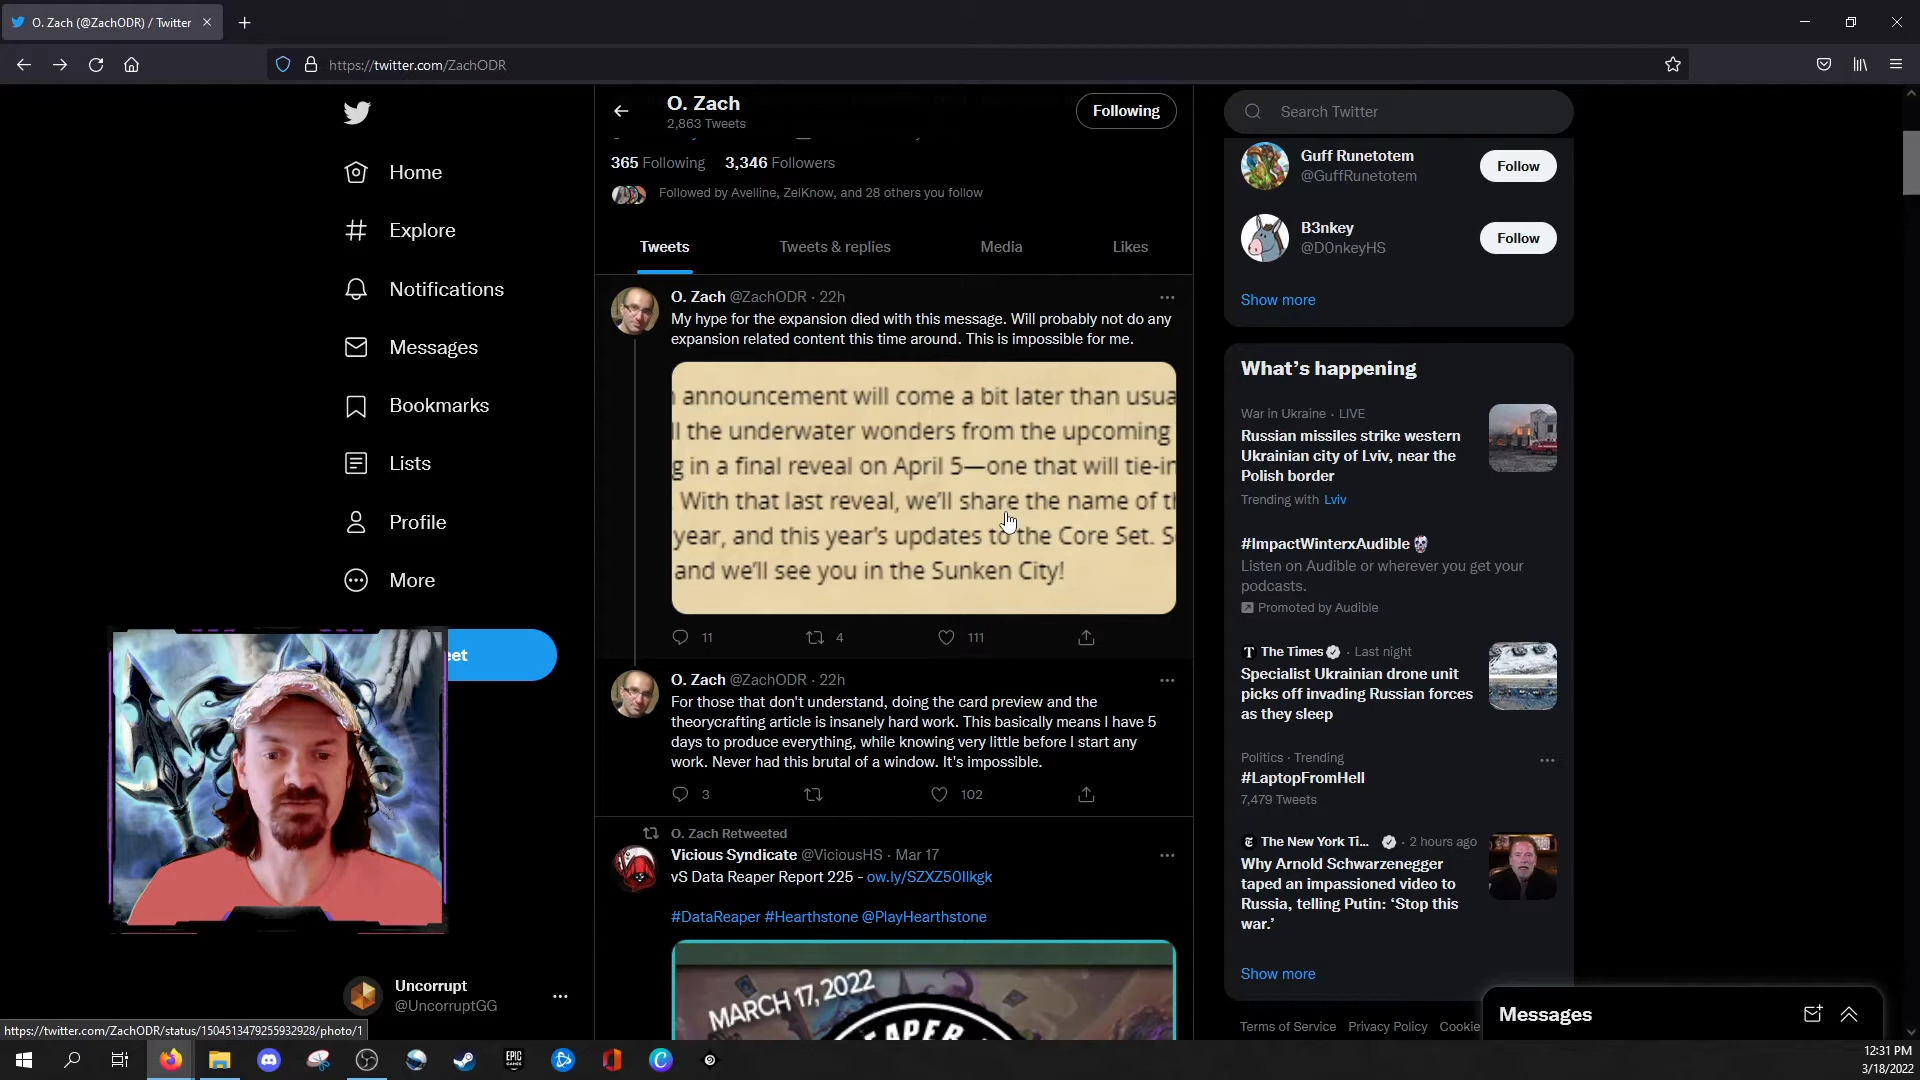 O. Zach (@ZachODR) / Twitter
https://twitter.com/ZachODR
O. Zach
2,863 Tweets
Following
365 Following 3,346 Followers
Followed by Avelline, ZelKnow, and 28 others you follow
Tweets Tweets & replies Media Likes
Home
Explore
Notifications
Messages
Bookmarks
Lists
Profile
More
eet
Uncorrupt
@UncorruptGG
O. Zach @ZachODR · 22h
My hype for the expansion died with this message. Will probably not do any
expansion related content this time around. This is impossible for me.
announcement will come a bit later than usua
ll the underwater wonders from the upcoming
g in a final reveal on April 5—one that will tie-in
With that last reveal, we'll share the name of th
year, and this year's updates to the Core Set. S
and we'll see you in the Sunken City!
11 4 111
O. Zach @ZachODR · 22h
For those that don't understand, doing the card preview and the
theorycrafting article is insanely hard work. This basically means I have 5
days to produce everything, while knowing very little before I start any
work. Never had this brutal of a window. It's impossible.
3 102
O. Zach Retweeted
Vicious Syndicate @ViciousHS · Mar 17
vS Data Reaper Report 225 - ow.ly/SZXZ50IIkgk
#DataReaper #Hearthstone @PlayHearthstone
MARCH 17, 2022
EAPER
Search Twitter
Guff Runetotem
@GuffRunetotem
Follow
B3nkey
@D0nkeyHS
Follow
Show more
What's happening
War in Ukraine · LIVE
Russian missiles strike western
Ukrainian city of Lviv, near the
Polish border
Trending with Lviv
#ImpactWinterxAudible
Listen on Audible or wherever you get your
podcasts.
Promoted by Audible
The Times · Last night
Specialist Ukrainian drone unit
picks off invading Russian forces
as they sleep
Politics · Trending
#LaptopFromHell
7,479 Tweets
The New York Ti... · 2 hours ago
Why Arnold Schwarzenegger
taped an impassioned video to
Russia, telling Putin: 'Stop this
war.'
Show more
Terms of Service Privacy Policy Cookie
Messages
https://twitter.com/ZachODR/status/1504513479255932928/photo/1
EPIC
GAMES
12:31 PM
3/18/2022